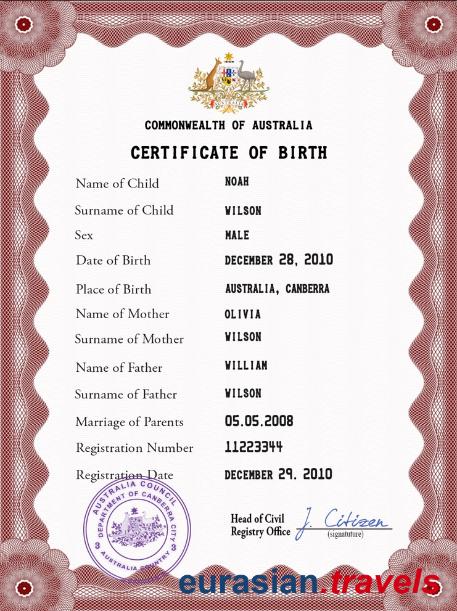 COMMONWEALTH OF AUSTRALIA
CERTIFICATE OF BIRTH
Name of Child NOAH
Surname of Child WILSON
Sex MALE
Date of Birth DECEMBER 28, 2010
Place of Birth AUSTRALIA, CANBERRA
Name of Mother OLIVIA
Surname of Mother WILSON
Name of Father WILLIAM
Surname of Father WILSON
Marriage of Parents 05.05.2008
Registration Number 11223344
Registration Date DECEMBER 29. 2010
AUSTRALIA COUNCIL
DEPARTMENT OF CANBERRA CITY
AUSTRALIA COUNTRY
Head of Civil
Registry Office
J. Citizen
(signatuture)
eurasian.travels